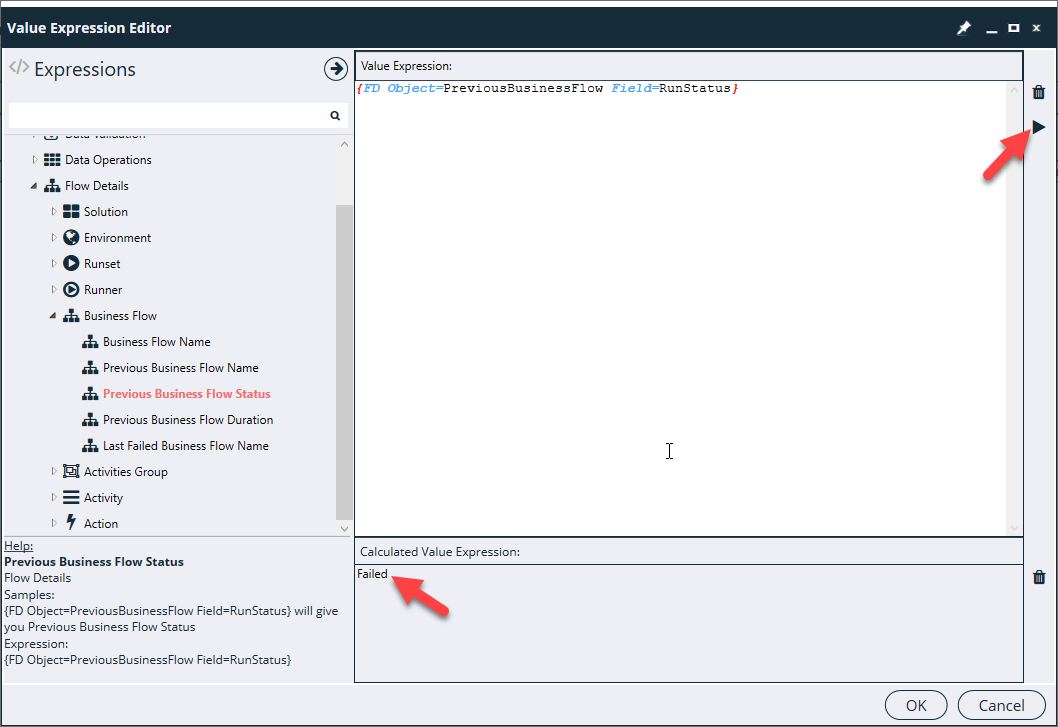 Value Expression Editor
Expressions
Data Validation
Data Operations
Flow Details
Solution
Environment
Runset
Runner
Business Flow
Business Flow Name
Previous Business Flow Name
Previous Business Flow Status
Previous Business Flow Duration
Last Failed Business Flow Name
Activities Group
Activity
Action
Help:
Previous Business Flow Status
Flow Details
Samples:
{FD Object=PreviousBusinessFlow Field=RunStatus} will give
you Previous Business Flow Status
Expression:
{FD Object=PreviousBusinessFlow Field=RunStatus}
Value Expression:
{FD Object=PreviousBusinessFlow Field=RunStatus}
Calculated Value Expression:
Failed
OK
Cancel